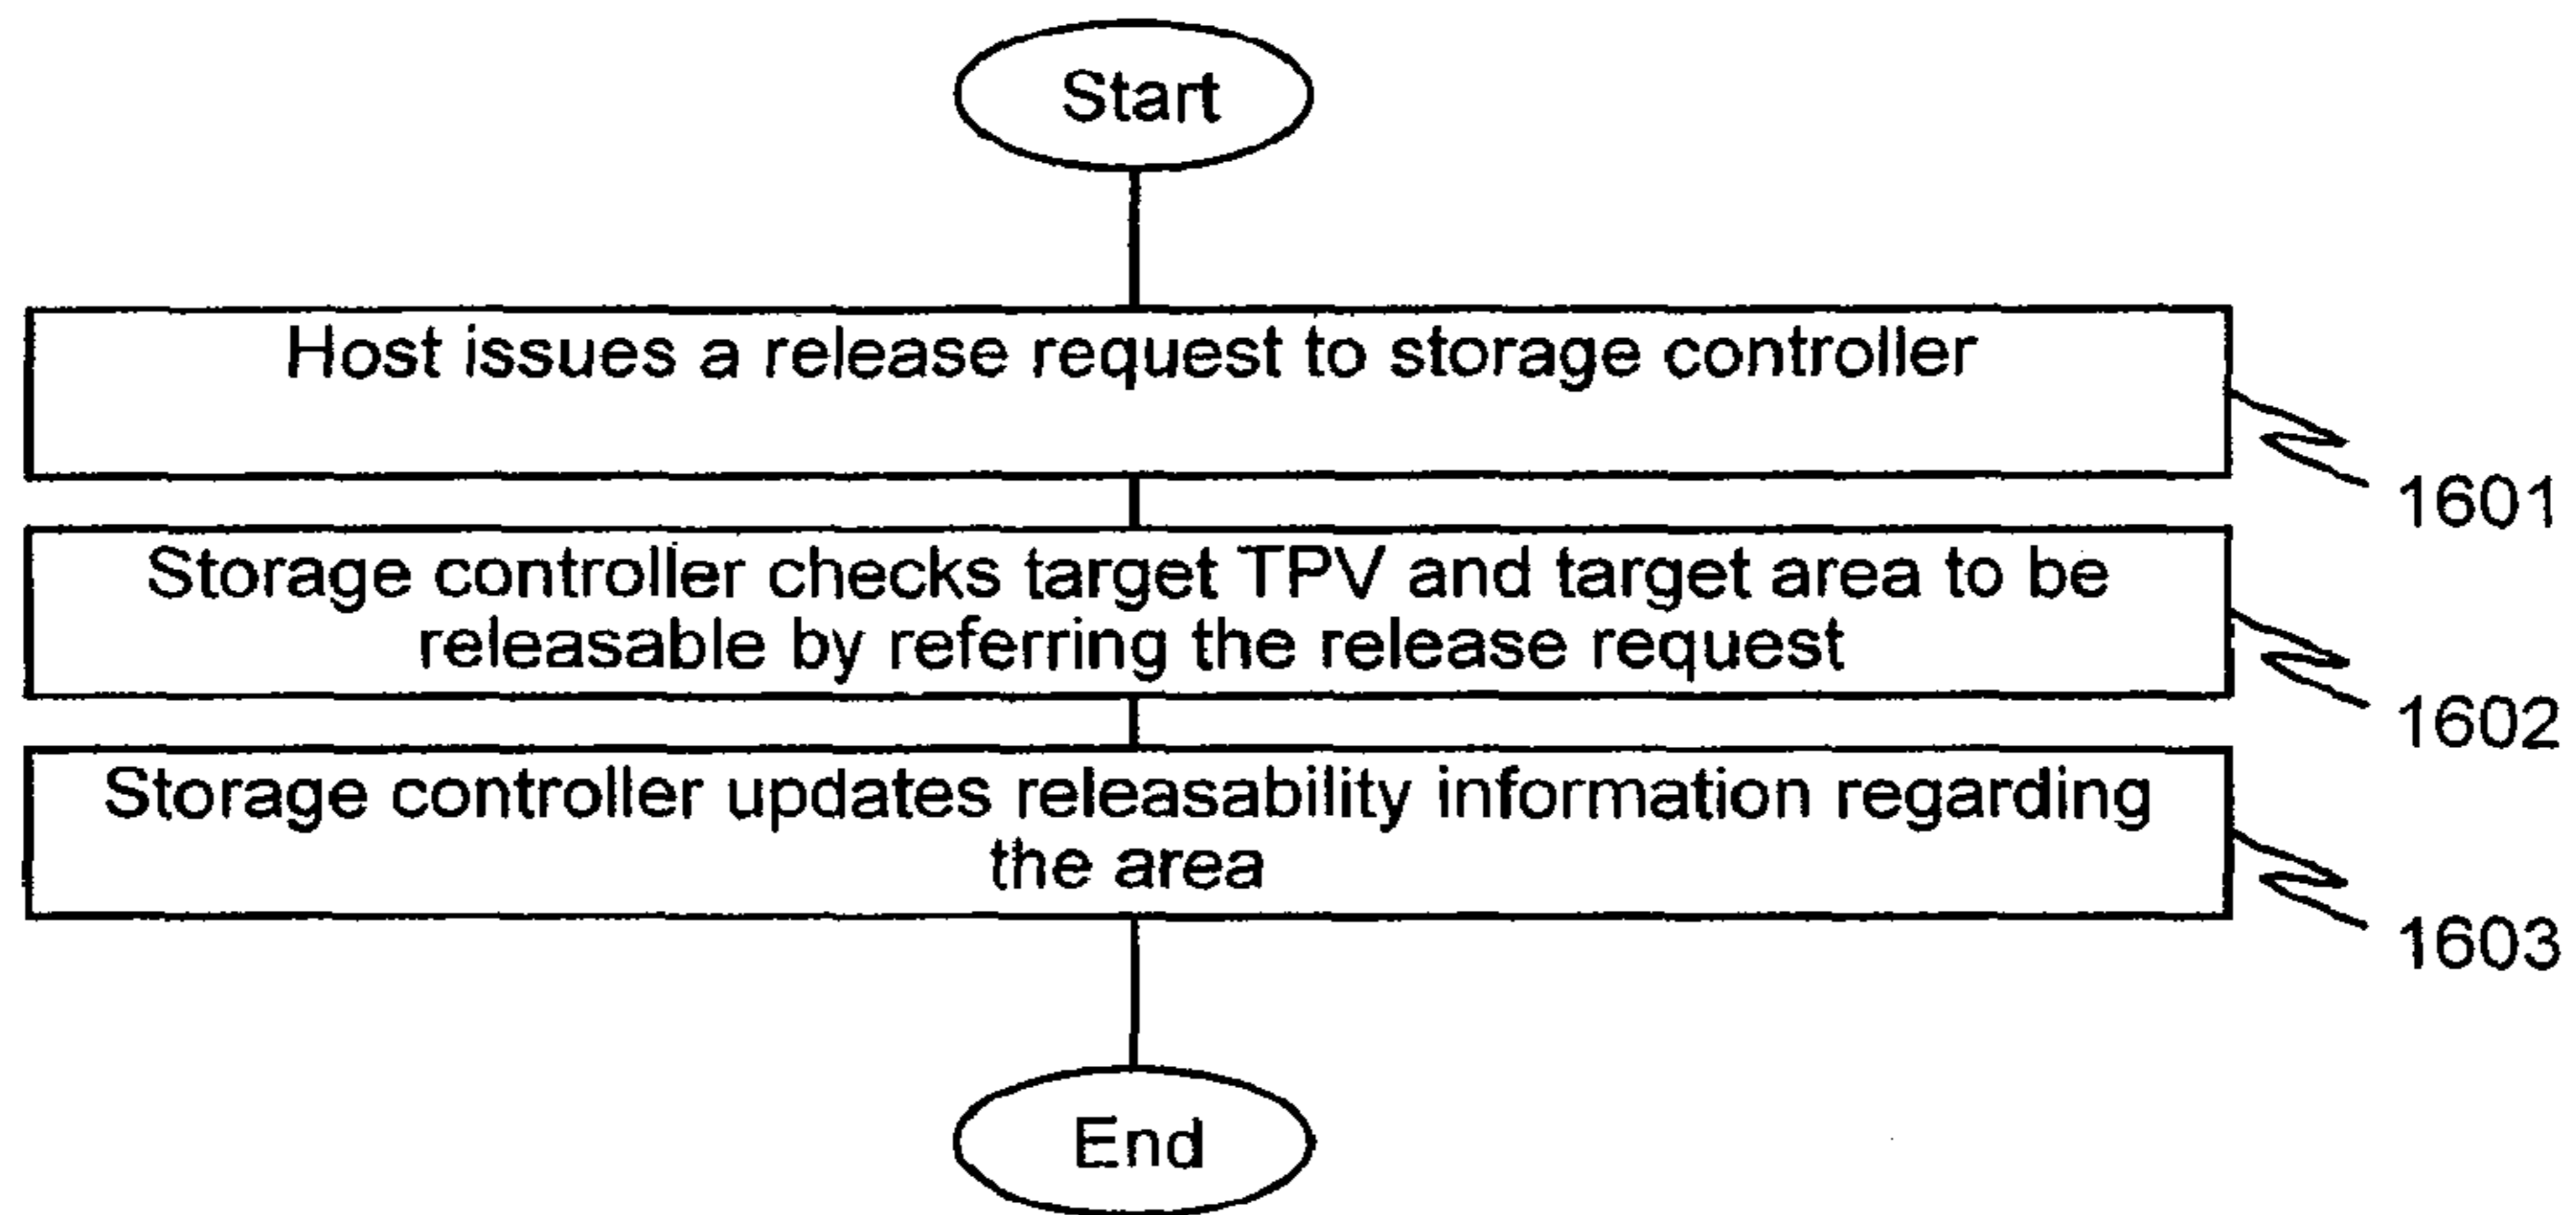 Start
Host issues a release request to storage controller
1601
Storage controller checks target TPV and target area to be
releasable by referring the release request
1602
Storage controller updates releasability information regarding
the area
1603
End